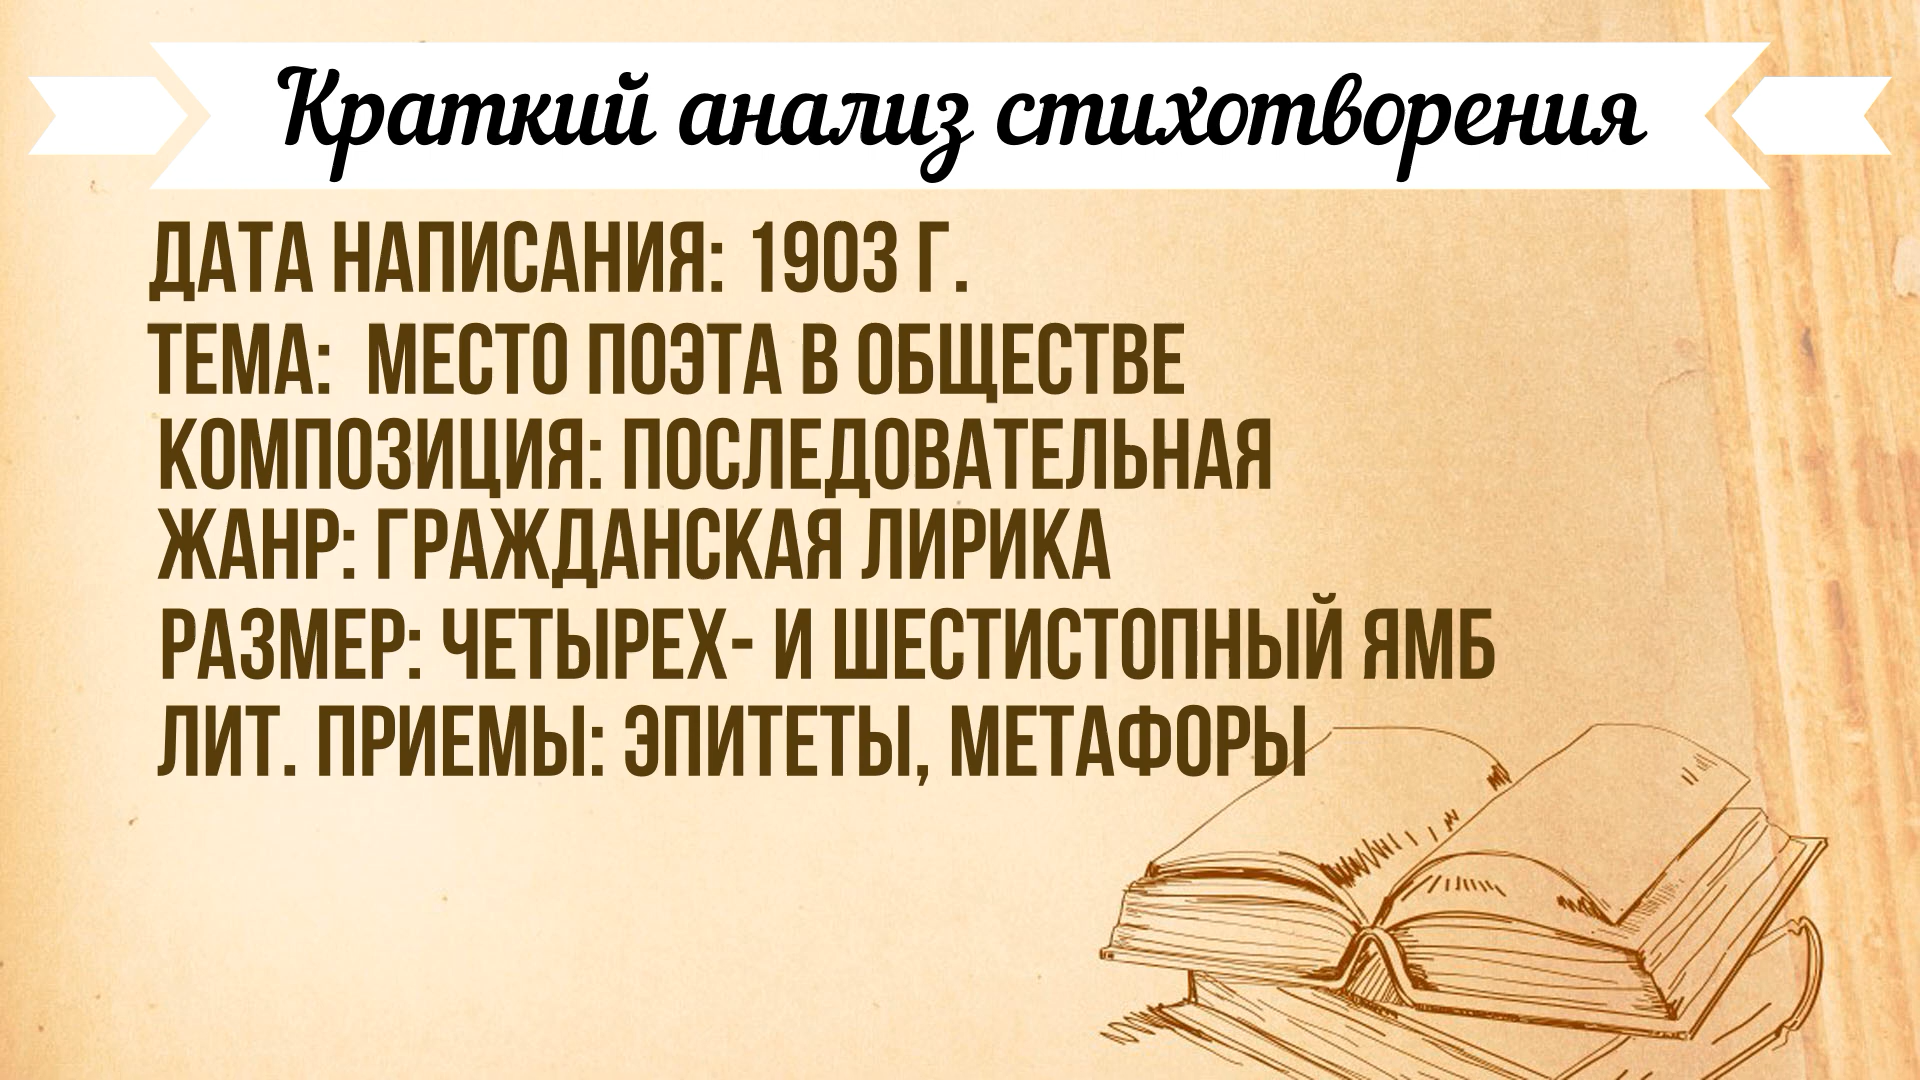 Краткий анализ стихотворения
ДАТА НАПИСАНИЯ: 1903 Г.
ТЕМА: МЕСТО ПОЭТА В ОБЩЕСТВЕ
КОМПОЗИЦИЯ: ПОСЛЕДОВАТЕЛЬНАЯ
ЖАНР: ГРАЖДАНСКАЯ ЛИРИКА
РАЗМЕР: ЧЕТЫРЕХ- И ШЕСТИСТОПНЫЙ ЯМБ
ЛИТ. ПРИЕМЫ: ЭПИТЕТЫ, МЕТАФОРЫ